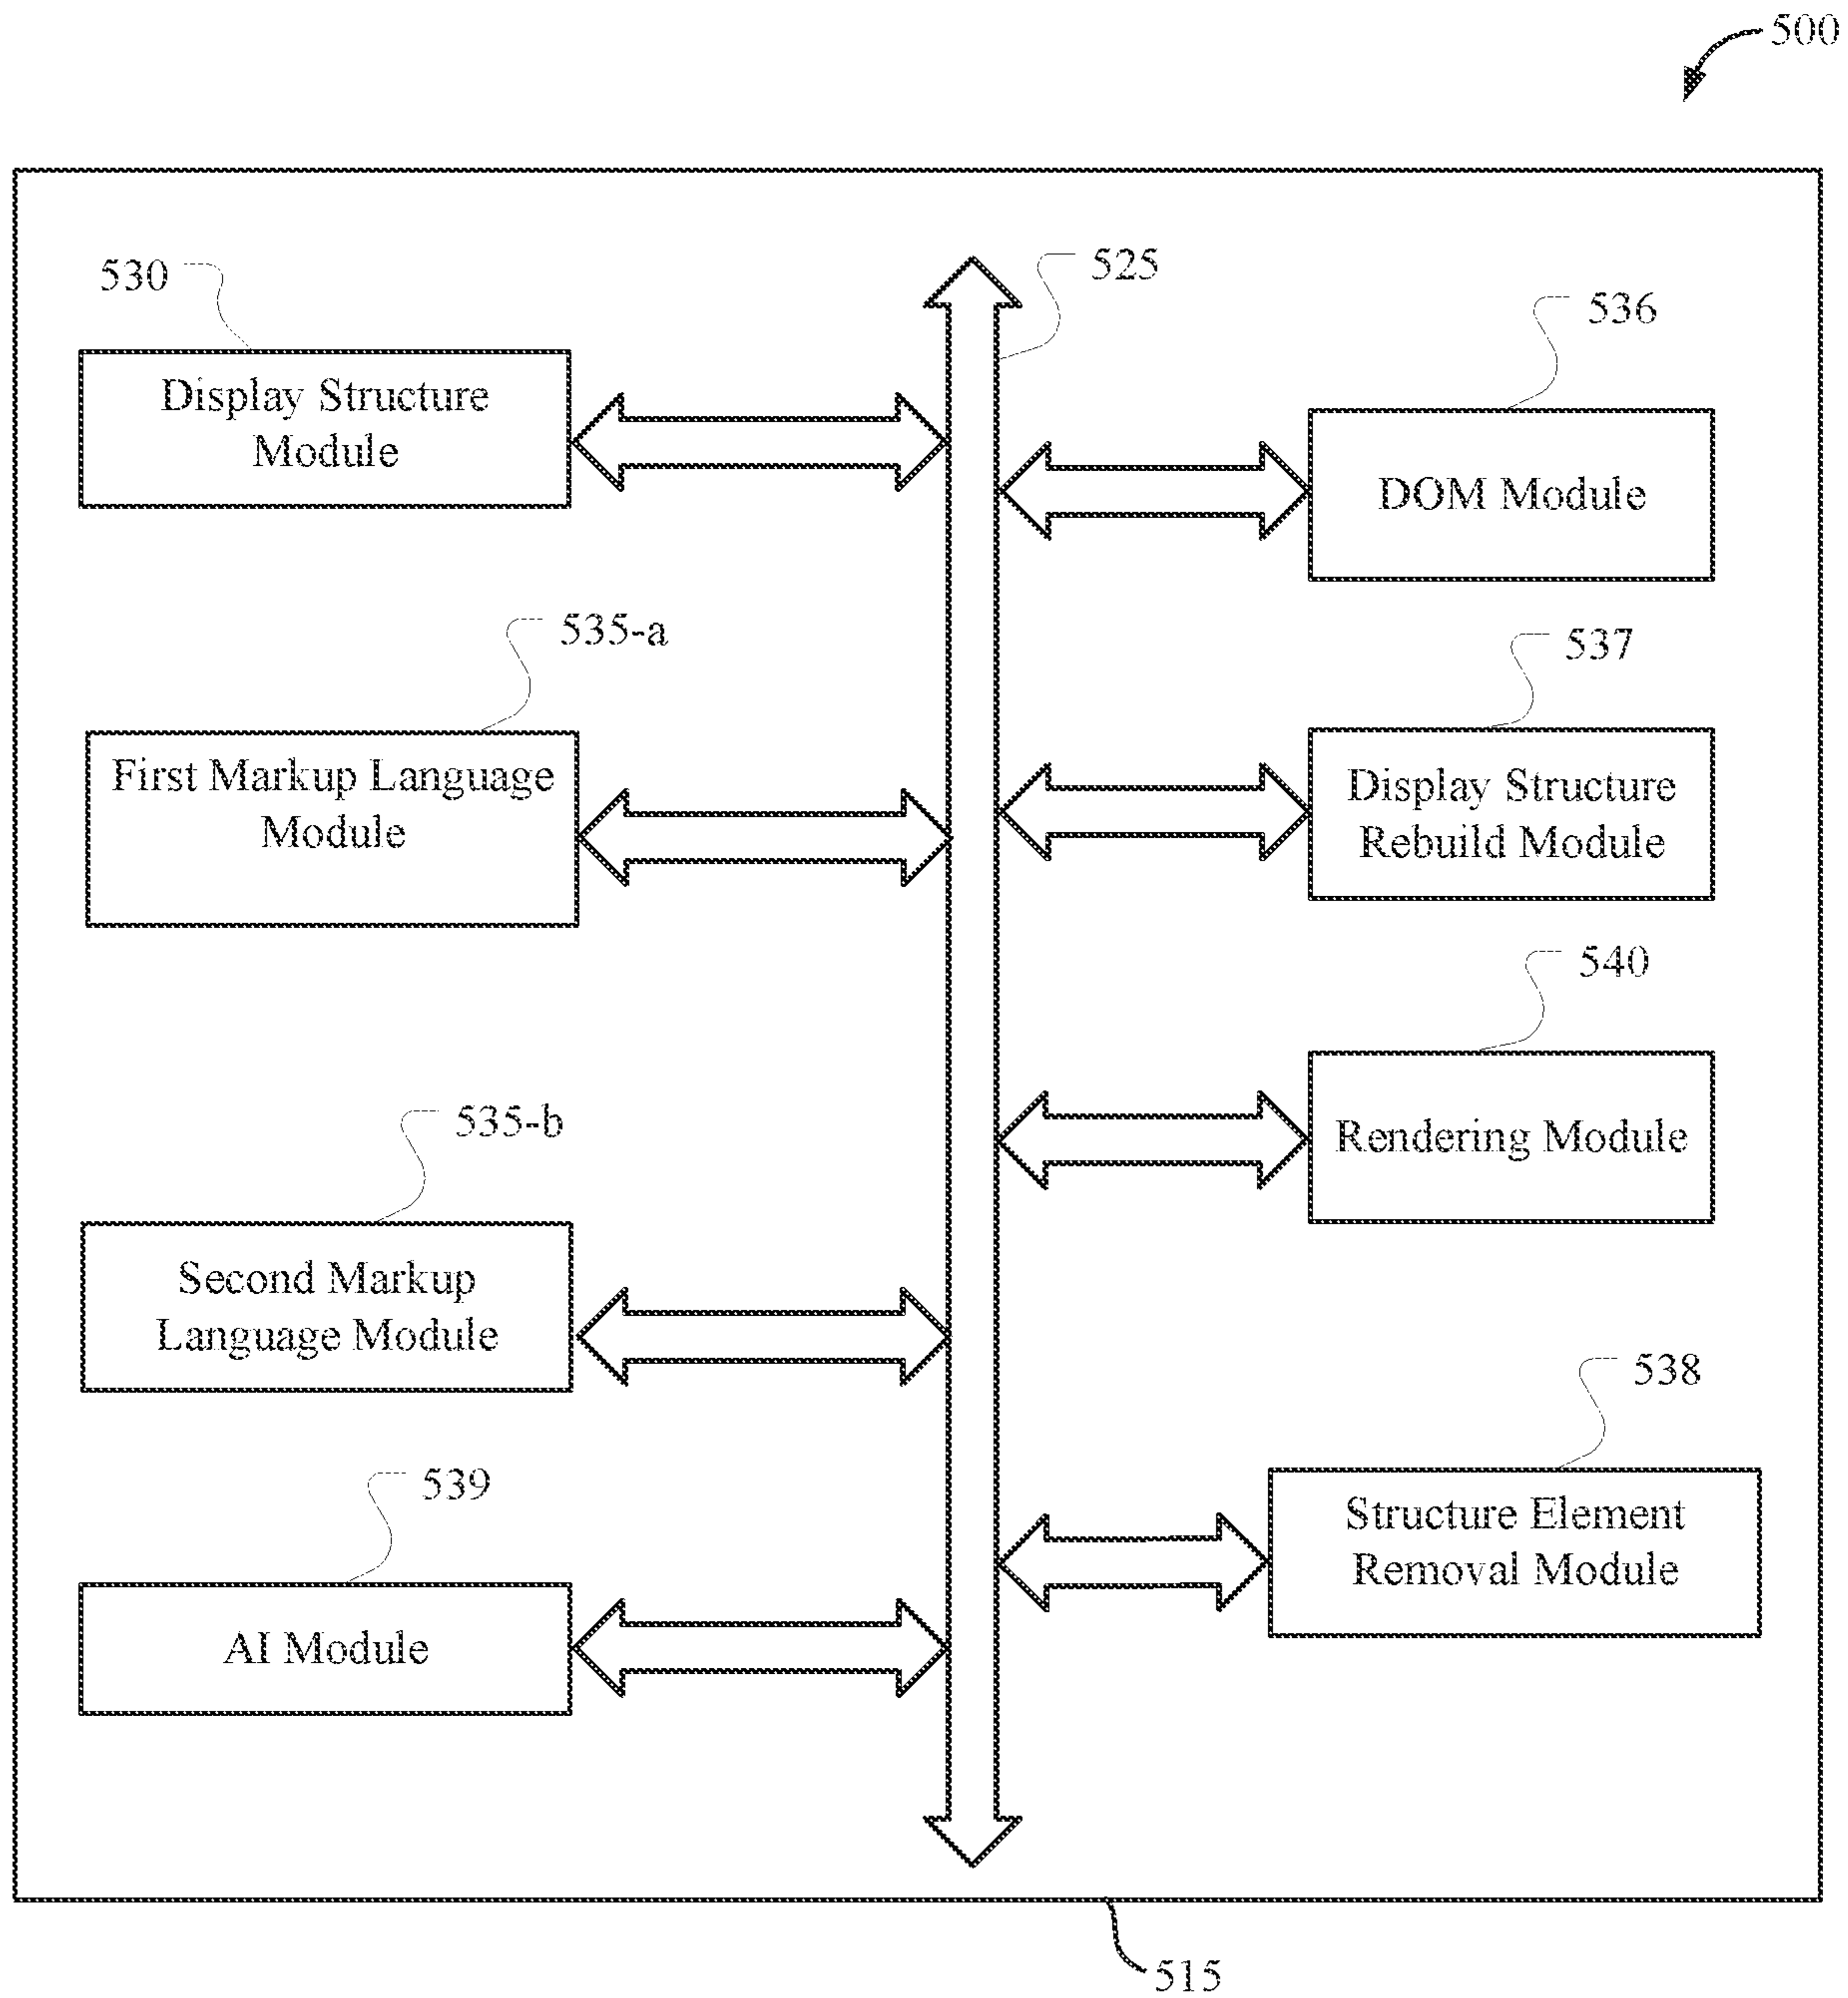 500
530
525
536
Display Structure
Module
DOM Module
535-a
537
First Markup Language
Module
Display Structure
Rebuild Module
540
535-b
Rendering Module
Second Markup
Language Module
538
539
Structure Element
Removal Module
AI Module
515